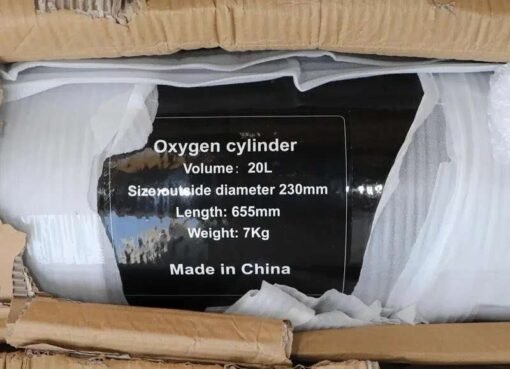 Oxygen cylinder
Volume: 20L
Size:outside diameter 230mm
Length: 655mm
Weight: 7Kg
Made in China